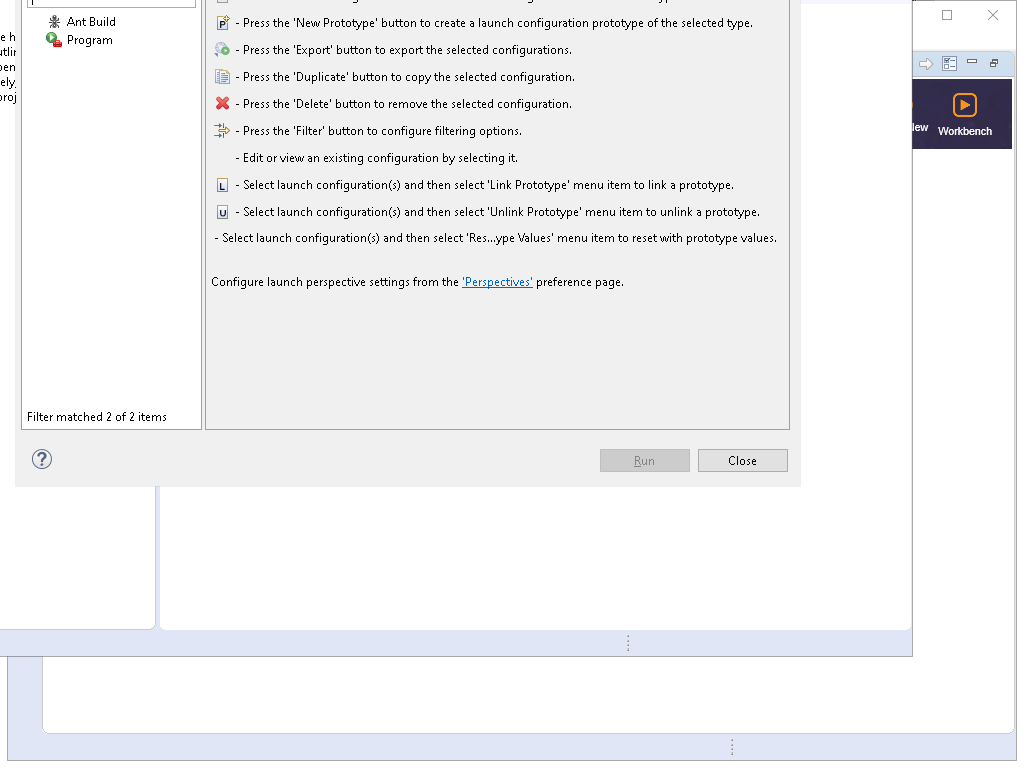 - Press the 'New Prototype' button to create a launch configuration prototype of the selected type.
Ant Build
Program
- Press the 'Export' button to export the selected configurations.
- Press the 'Duplicate' button to copy the selected configuration.
- Press the 'Delete' button to remove the selected configuration.
- Press the 'Filter' button to configure filtering options.
- Edit or view an existing configuration by selecting it.
L - Select launch configuration(s) and then select 'Link Prototype' menu item to link a prototype.
U - Select launch configuration(s) and then select 'Unlink Prototype' menu item to unlink a prototype.
- Select launch configuration(s) and then select 'Res...ype Values' menu item to reset with prototype values.
Configure launch perspective settings from the 'Perspectives' preference page.
Filter matched 2 of 2 items
Run
Close
Workbench